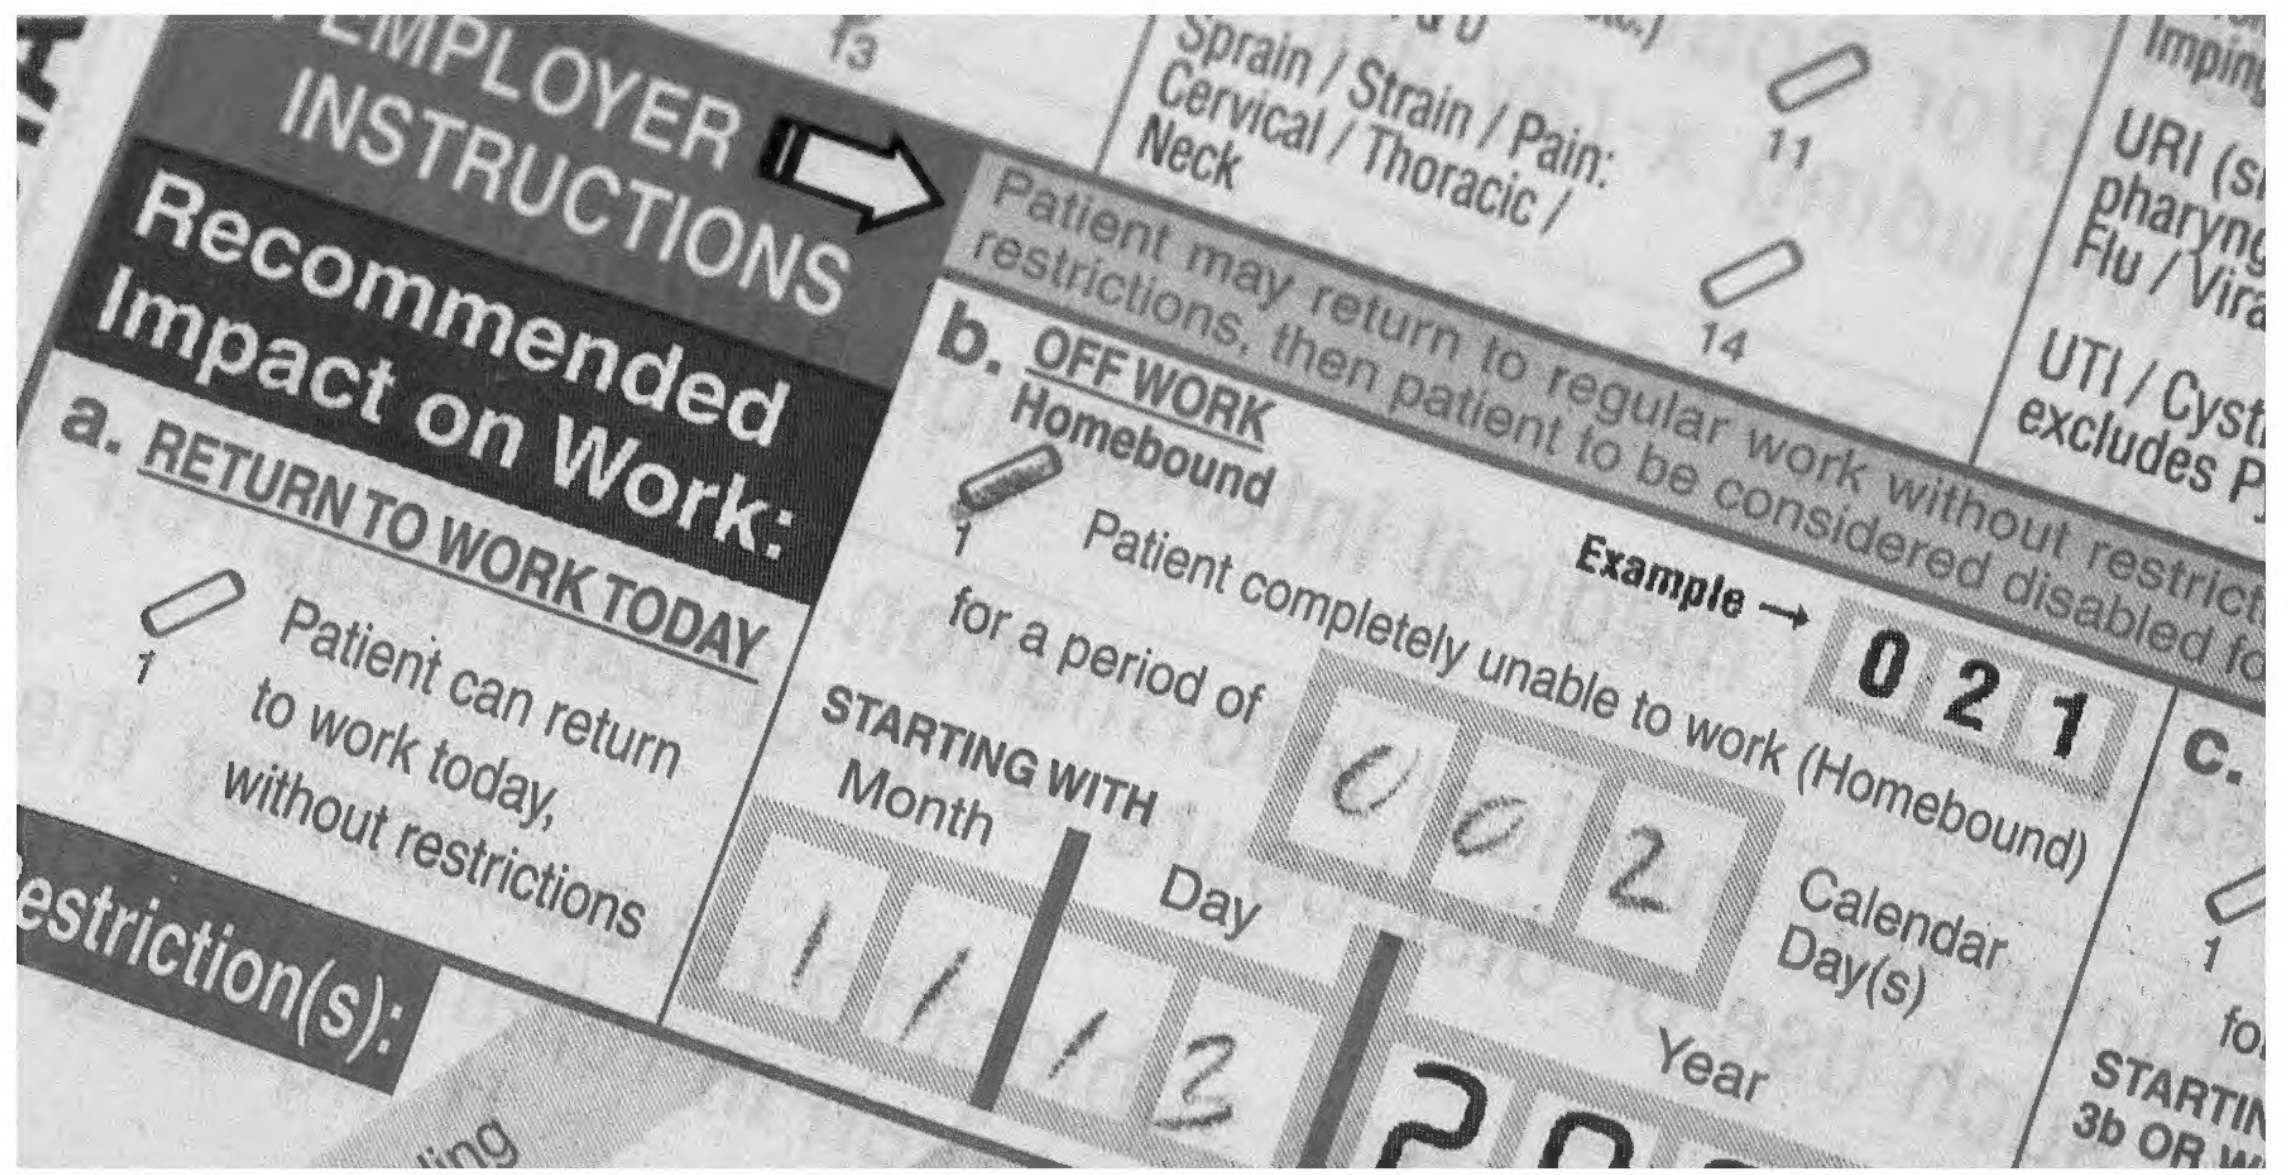 EMPLOYER
INSTRUCTIONS
Recommended
Impact on Work:
a. RETURN TO WORK TODAY
1
Patient can return
to work today,
without restrictions
13
Sprain / Strain / Pain:
Cervical / Thoracic /
Neck
11
14
URI
Flu /
UTI /
excludes
Patient may return to regular work without
restrictions, then patient to be considered disabled
b. OFF WORK
Homebound
1
Patient completely unable to work (Homebound)
for a period of
Example → 0 2 1
0 0 2
Calendar
Day(s)
STARTING WITH
Month
Day
Year
1 1 1 3
2 0
c.
1
3b OR